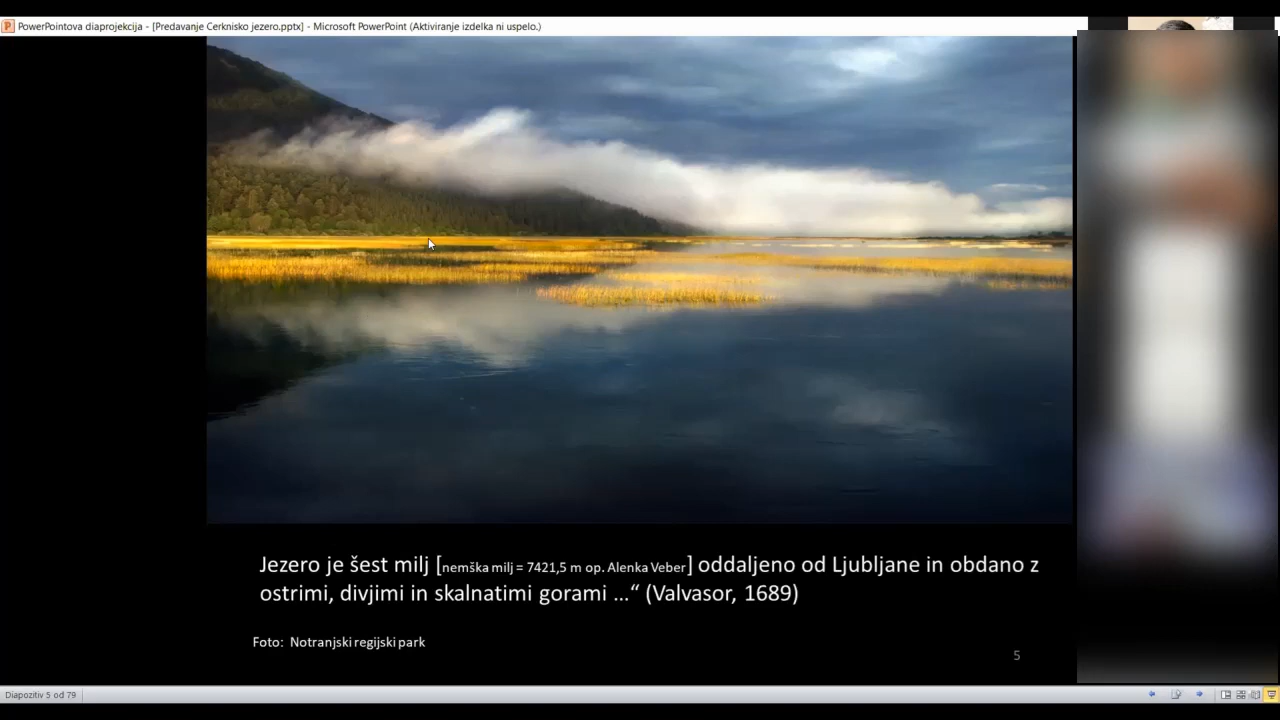 PowerPointova diaprojekcija - [Predavanje Cerknisko jezero.pptx] - Microsoft PowerPoint (Aktiviranje izdelka ni uspelo.)
Jezero je šest milj [nemška milj = 7421,5 m op. Alenka Veber] oddaljeno od Ljubljane in obdano z
ostrimi, divjimi in skalnatimi gorami ...“ (Valvasor, 1689)
Foto: Notranjski regijski park
5
Diapozitiv 5 od 79